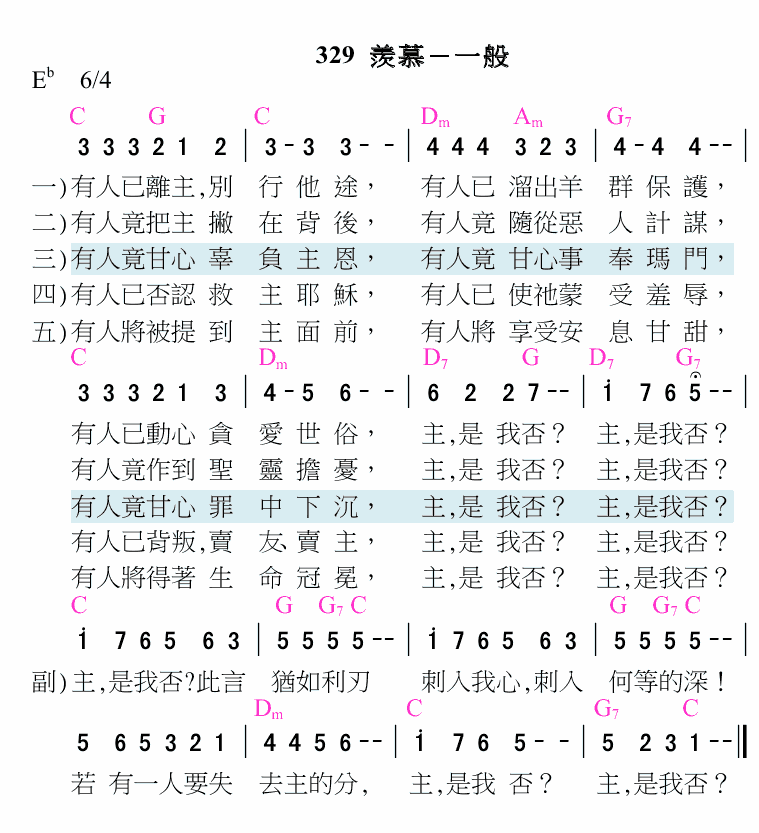 329 羨慕－一般
E♭ 6/4
C G C Dm Am G7
3 3 3 2 1 2 | 3 - 3 3 - - | 4 4 4 3 2 3 | 4 - 4 4 - - |
一)有人已離主,別 行 他 途， 有人已 溜出羊 群 保 護，
二)有人竟把主 撇 在 背 後， 有人竟 隨從惡 人 計 謀，
三)有人竟甘心 辜 負 主 恩， 有人竟 甘心事 奉 瑪 門，
四)有人已否認 救 主 耶 穌， 有人已 使祂蒙 受 羞 辱，
五)有人將被提 到 主 面 前， 有人將 享受安 息 甘 甜，
C Dm D7 G D7 G7
3 3 3 2 1 3 | 4 - 5 6 - - | 6 2 2 7 - - | i 7 6 5 - - |
有人已動心 貪 愛 世 俗， 主,是 我否？ 主,是我否？
有人竟作到 聖 靈 擔 憂， 主,是 我否？ 主,是我否？
有人竟甘心 罪 中 下 沉， 主,是 我否？ 主,是我否？
有人已背叛,賣 友、賣 主， 主,是 我否？ 主,是我否？
有人將得著 生 命 冠 冕， 主,是 我否？ 主,是我否？
C G G7 C G G7 C
i 7 6 5 6 3 | 5 5 5 5 - - | i 7 6 5 6 3 | 5 5 5 5 - - |
副)主,是我否?此言 猶如利刃 刺入我心,刺入 何等的深！
Dm C G7 C
5 6 5 3 2 1 | 4 4 5 6 - - | i 7 6 5 - - | 5 2 3 1 - - ||
若 有一人要失 去主的分, 主,是我 否？ 主,是我否？